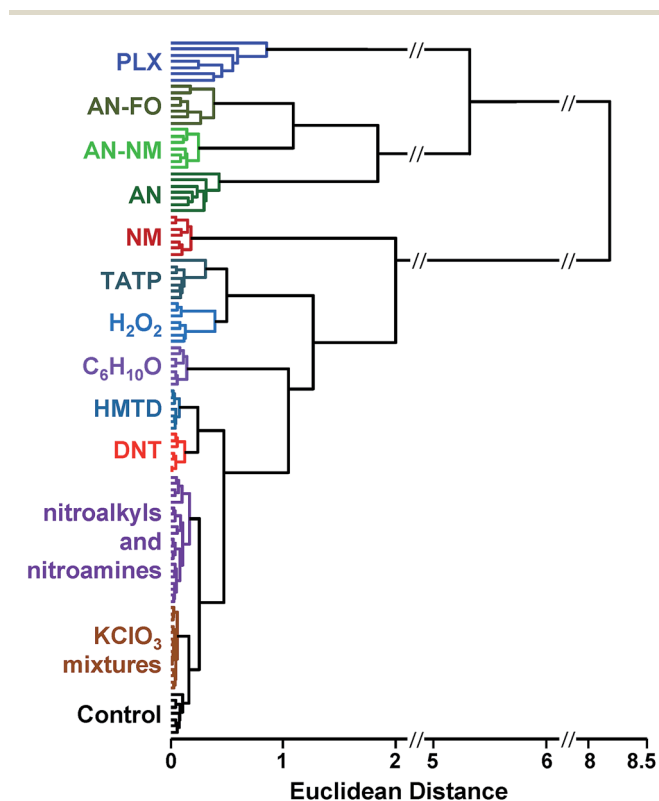 PLX
AN-FO
AN-NM
AN
NM
TATP
H₂O₂
C₆H₁₀O
HMTD
DNT
nitroalkyls
and
nitroamines
KClO₃
mixtures
Control
0 1 2 5 6 8 8.5
Euclidean Distance